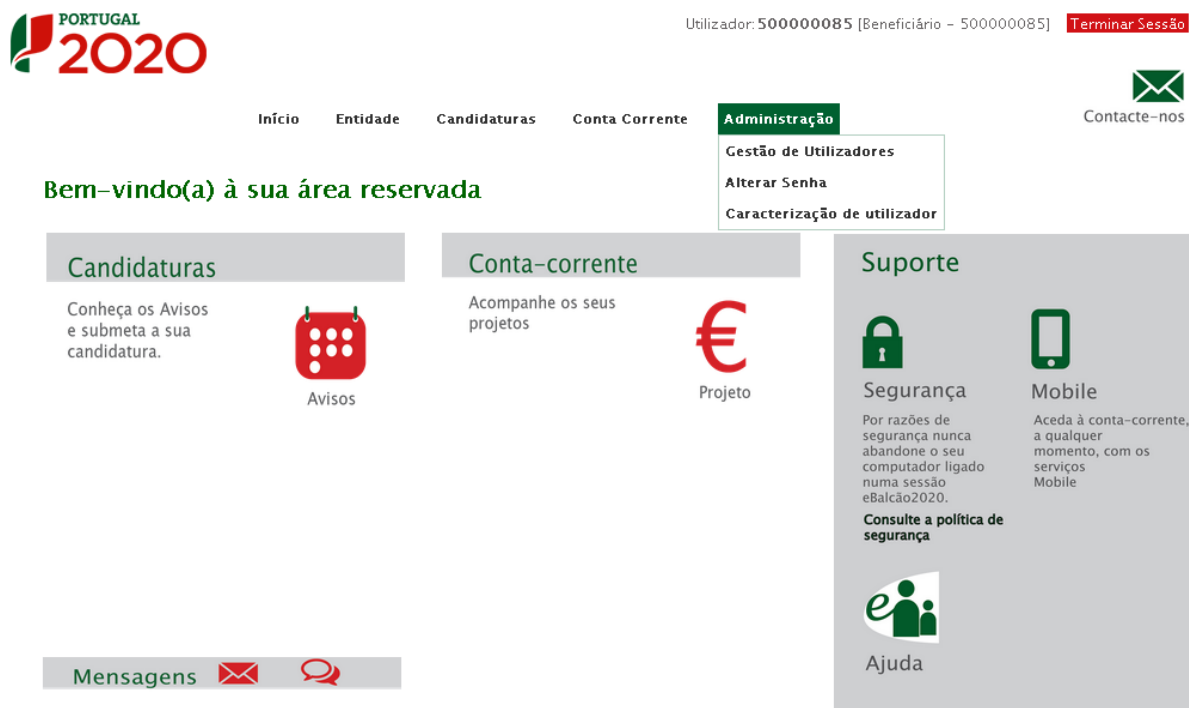 PORTUGAL
2020
Utilizador: 500000085 [Beneficiário - 500000085] Terminar Sessão
Contacte-nos
Início Entidade Candidaturas Conta Corrente Administração
Gestão de Utilizadores
Alterar Senha
Caracterização de utilizador
Bem-vindo(a) à sua área reservada
Candidaturas
Conheça os Avisos
e submeta a sua
candidatura.
Avisos
Conta-corrente
Acompanhe os seus
projetos
€
Projeto
Suporte
Segurança
Por razões de
segurança nunca
abandone o seu
computador ligado
numa sessão
eBalcão2020.
Consulte a política de
segurança
Mobile
Aceda à conta-corrente,
a qualquer
momento, com os
serviços
Mobile
e
Ajuda
Mensagens